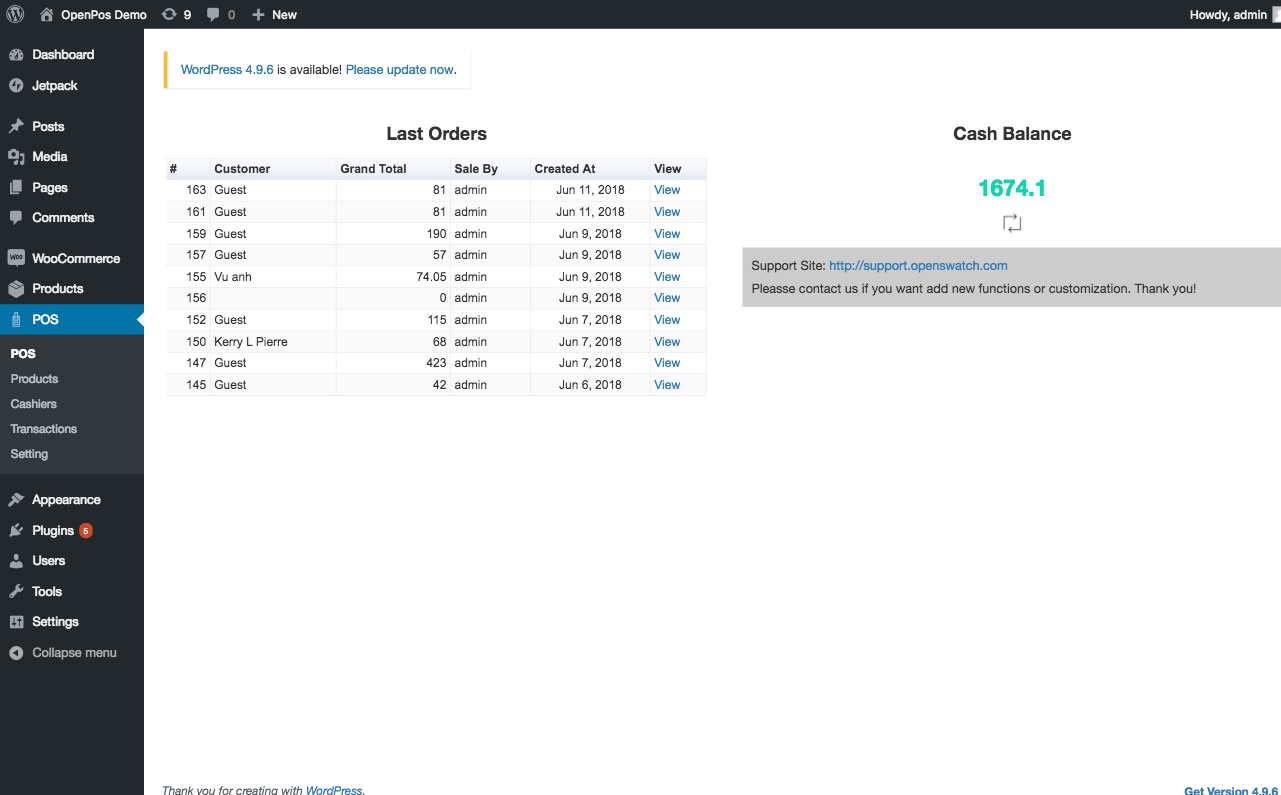 OpenPos Demo 9 0 New Howdy, admin
Dashboard
Jetpack
Posts
Media
Pages
Comments
WooCommerce
Products
POS
POS
Products
Cashiers
Transactions
Setting
Appearance
Plugins 5
Users
Tools
Settings
Collapse menu
WordPress 4.9.6 is available! Please update now.
Last Orders
# Customer Grand Total Sale By Created At View
163 Guest 81 admin Jun 11, 2018 View
161 Guest 81 admin Jun 11, 2018 View
159 Guest 190 admin Jun 9, 2018 View
157 Guest 57 admin Jun 9, 2018 View
155 Vu anh 74.05 admin Jun 9, 2018 View
156 0 admin Jun 9, 2018 View
152 Guest 115 admin Jun 7, 2018 View
150 Kerry L Pierre 68 admin Jun 7, 2018 View
147 Guest 423 admin Jun 7, 2018 View
145 Guest 42 admin Jun 6, 2018 View
Cash Balance
1674.1
Support Site: http://support.openswatch.com
Pleasse contact us if you want add new functions or customization. Thank you!
Thank you for creating with WordPress.
Get Version 4.9.6